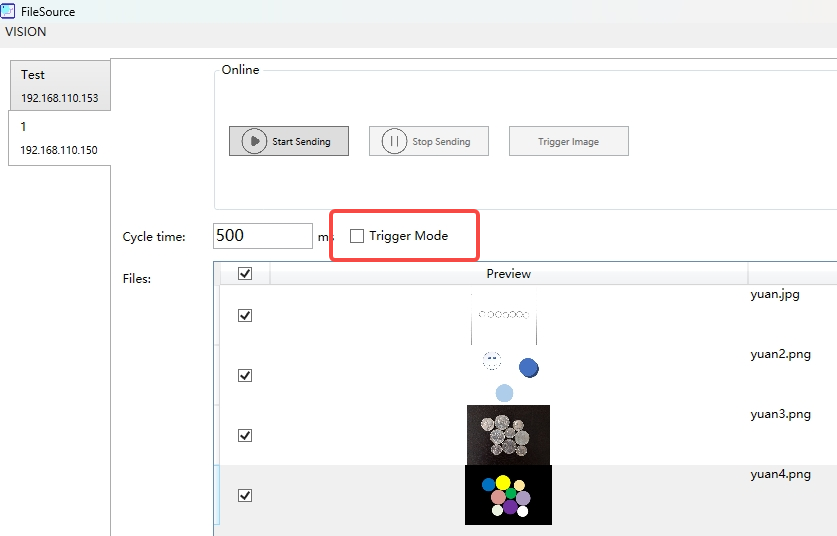 FileSource
VISION
Test
192.168.110.153
1
192.168.110.150
Online
Start Sending
Stop Sending
Trigger Image
Cycle time:
500
Trigger Mode
Files:
Preview
yuan.jpg
yuan2.png
yuan3.png
yuan4.png